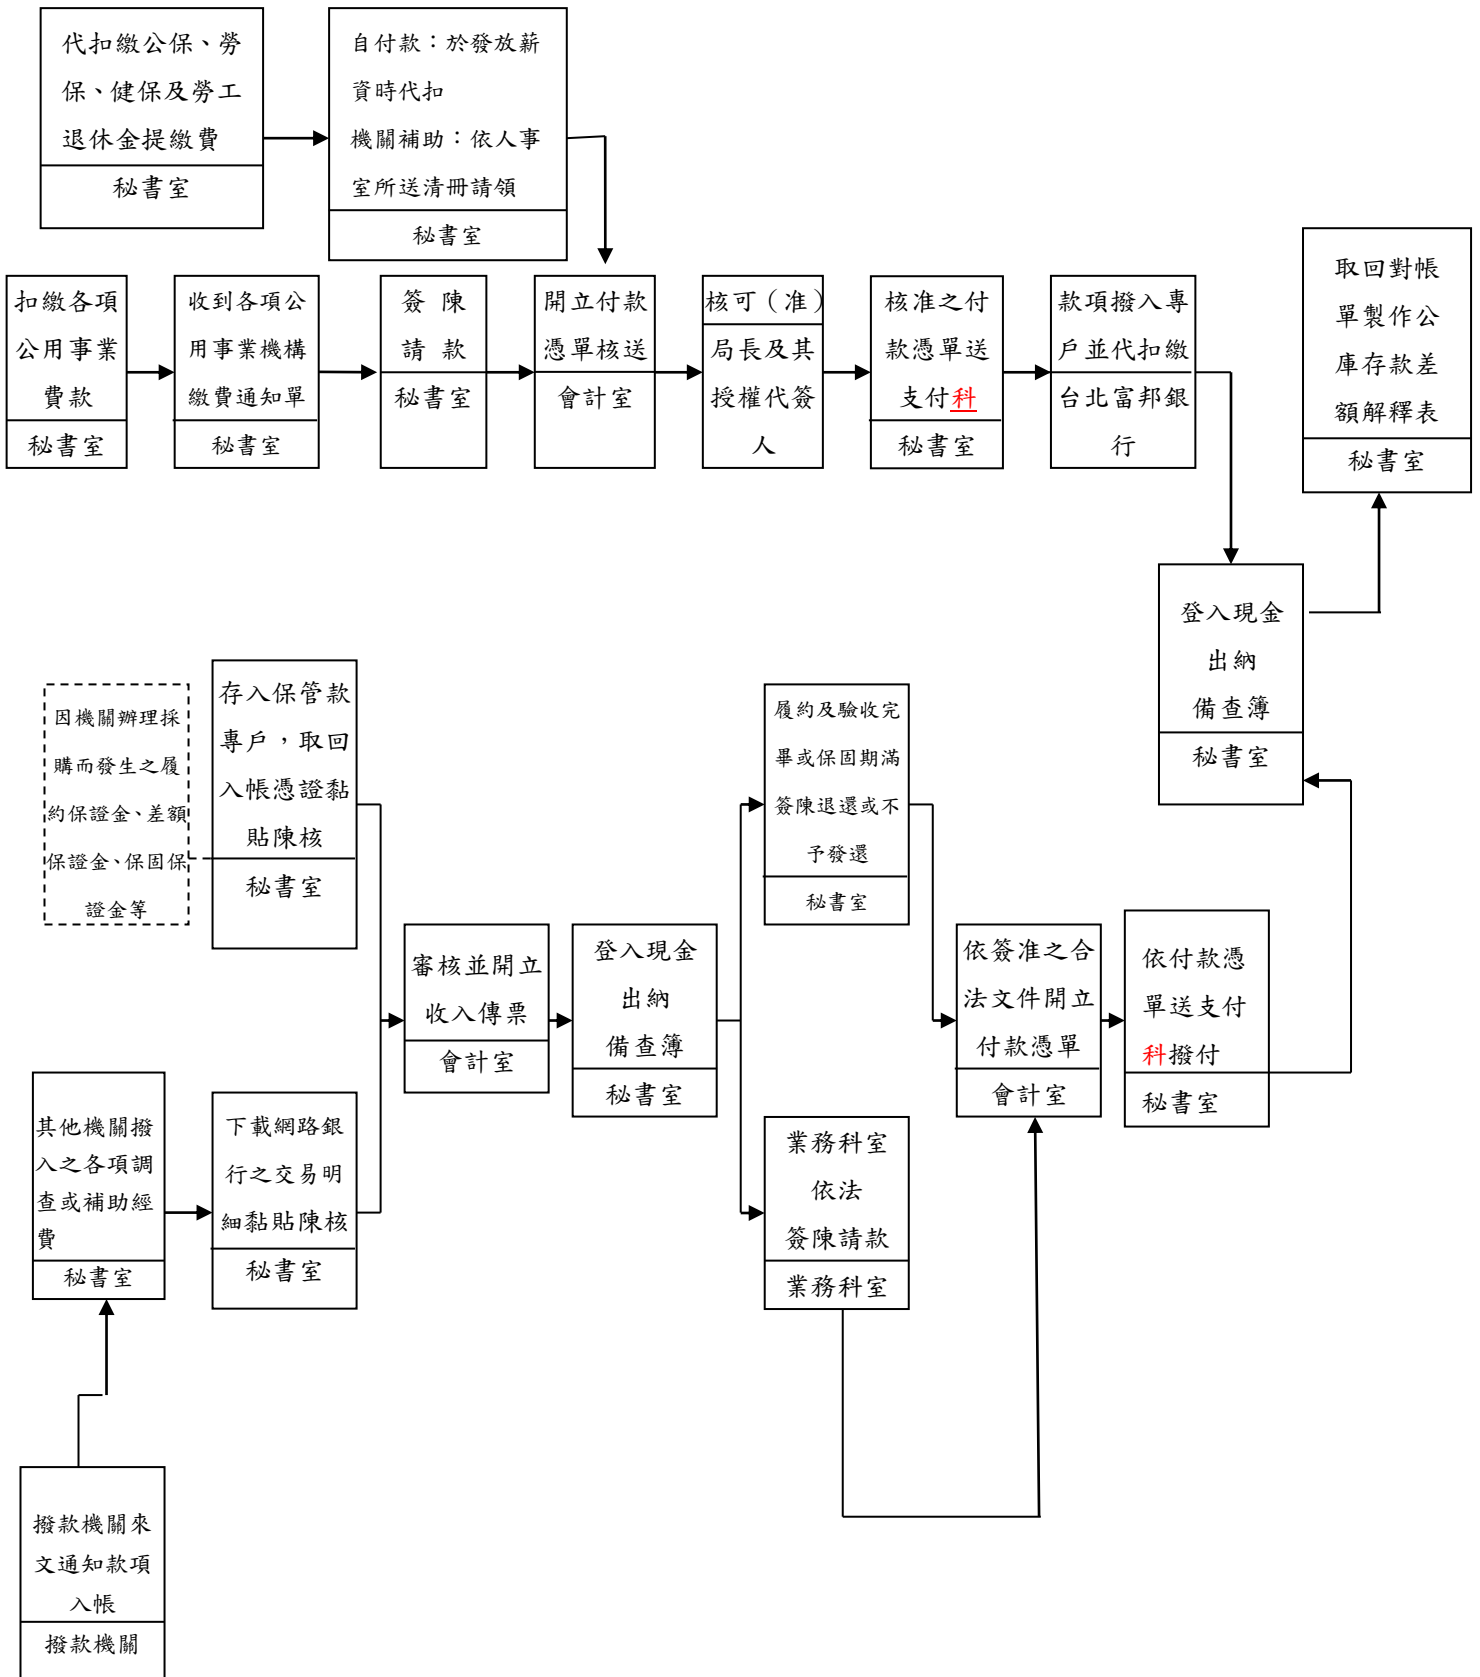 代扣繳公保、勞
保、健保及勞工
退休金提繳費
秘書室
自付款：於發放薪
資時代扣
機關補助：依人事
室所送清冊請領
秘書室
扣繳各項
公用事業
費款
秘書室
收到各項公
用事業機構
繳費通知單
秘書室
簽 陳
請 款
秘書室
開立付款
憑單核送
會計室
核可（准）
局長及其
授權代簽
人
核准之付
款憑單送
支付科
秘書室
款項撥入專
戶並代扣繳
台北富邦銀
行
取回對帳
單製作公
庫存款差
額解釋表
秘書室
登入現金
出納
備查簿
秘書室
因機關辦理採
購而發生之履
約保證金、差額
保證金、保固保
證金等
存入保管款
專戶，取回
入帳憑證黏
貼陳核
秘書室
履約及驗收完
畢或保固期滿
簽陳退還或不
予發還
秘書室
審核並開立
收入傳票
會計室
登入現金
出納
備查簿
秘書室
依簽准之合
法文件開立
付款憑單
會計室
依付款憑
單送支付
科撥付
秘書室
其他機關撥
入之各項調
查或補助經
費
秘書室
下載網路銀
行之交易明
細黏貼陳核
秘書室
業務科室
依法
簽陳請款
業務科室
撥款機關來
文通知款項
入帳
撥款機關